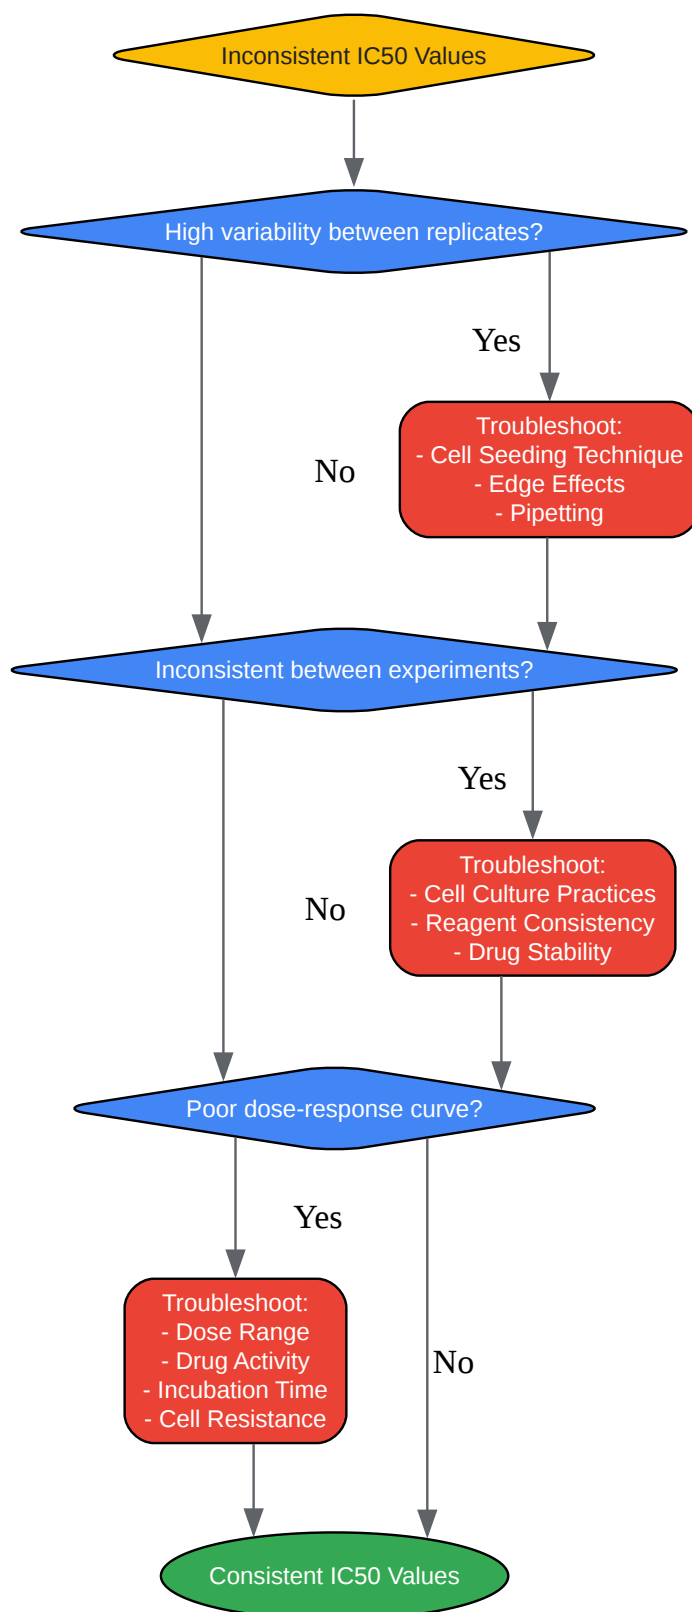 Inconsistent IC50 Values
High variability between replicates?
Yes
Troubleshoot:
- Cell Seeding Technique
- Edge Effects
- Pipetting
No
Inconsistent between experiments?
Yes
Troubleshoot:
- Cell Culture Practices
- Reagent Consistency
- Drug Stability
No
Poor dose-response curve?
Yes
Troubleshoot:
- Dose Range
- Drug Activity
- Incubation Time
- Cell Resistance
No
Consistent IC50 Values